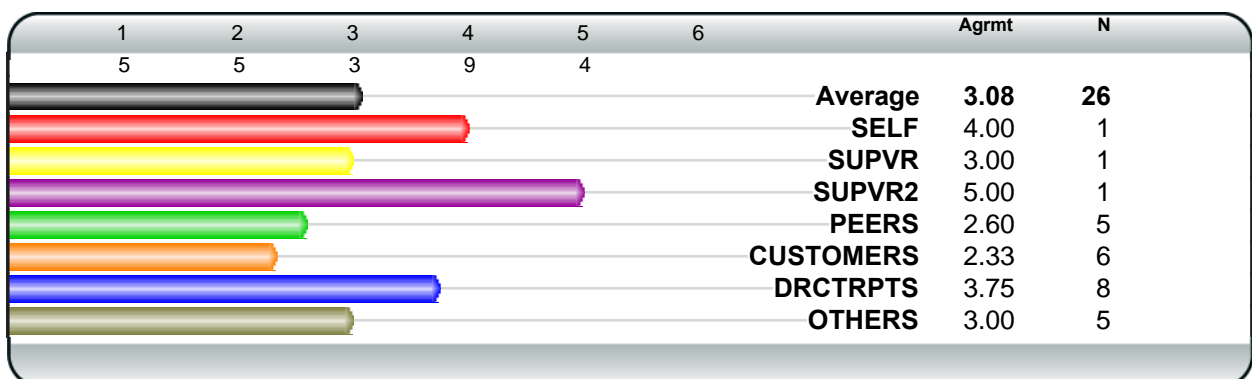 1 2 3 4 5 6 Agrmt N
5 5 3 9 4
Average 3.08 26
SELF 4.00 1
SUPVR 3.00 1
SUPVR2 5.00 1
PEERS 2.60 5
CUSTOMERS 2.33 6
DRCTRPTS 3.75 8
OTHERS 3.00 5